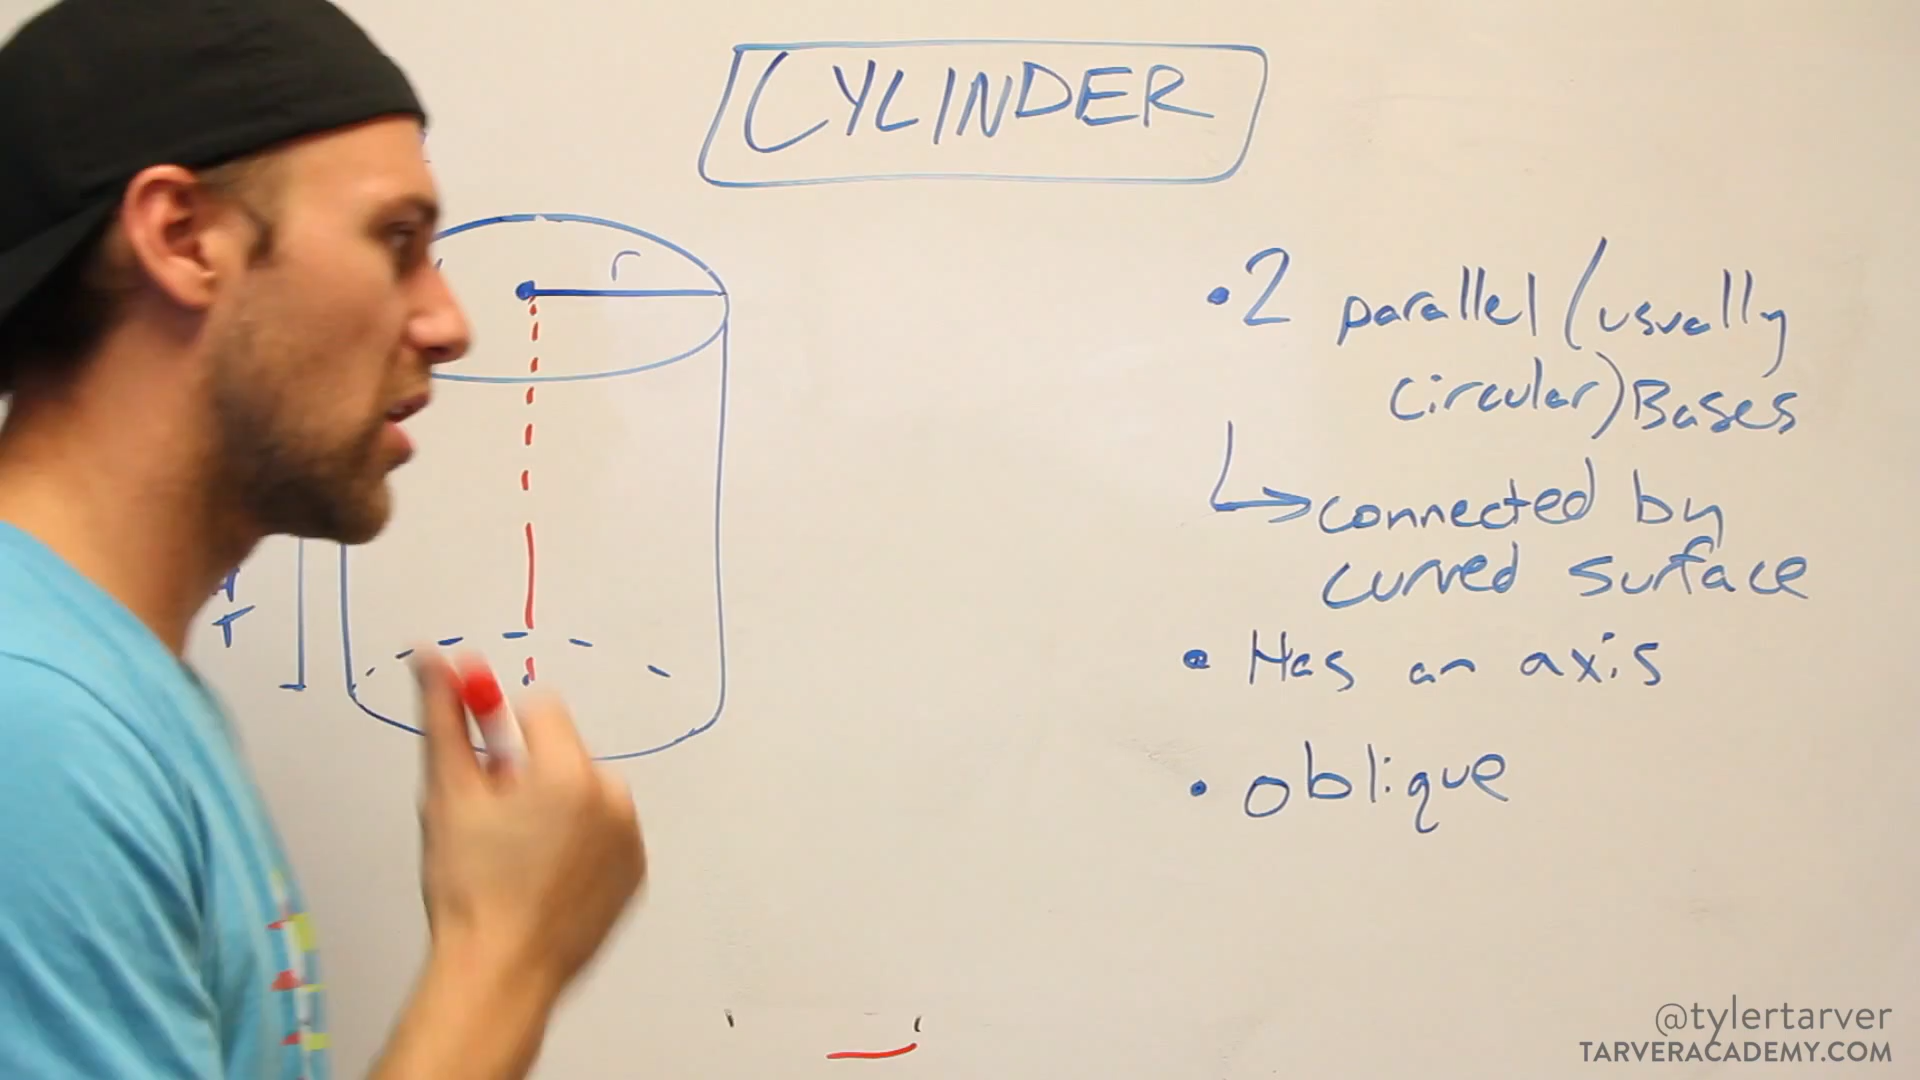 CYLINDER
r
• 2 parallel (usually
circular) Bases
connected by
curved surface
• Has an axis
• oblique
@tylertarver
TARVERACADEMY.COM